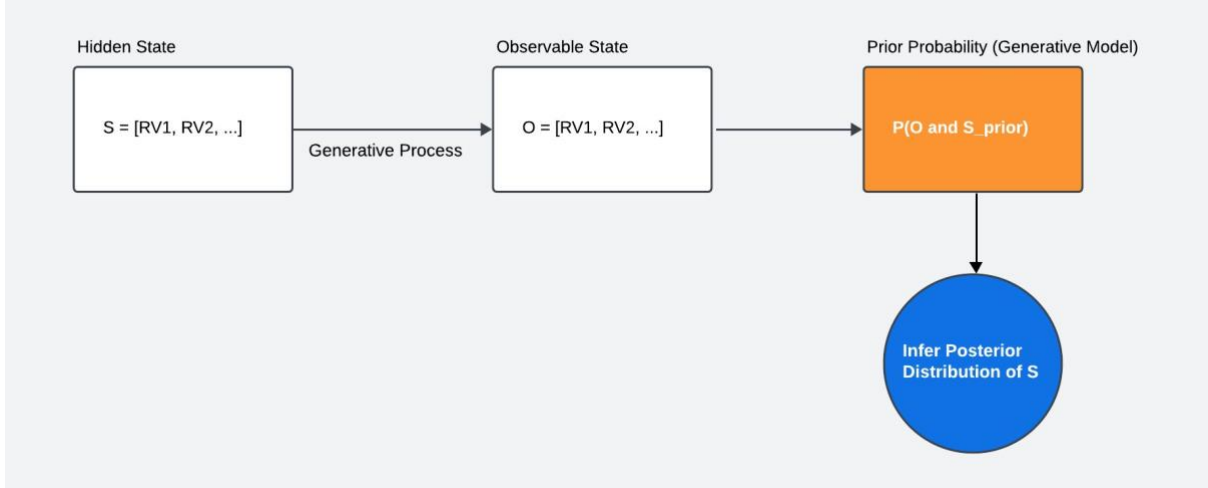 Hidden State
Observable State
Prior Probability (Generative Model)
S = [RV1, RV2, ...]
Generative Process
O = [RV1, RV2, ...]
P(O and S_prior)
Infer Posterior
Distribution of S